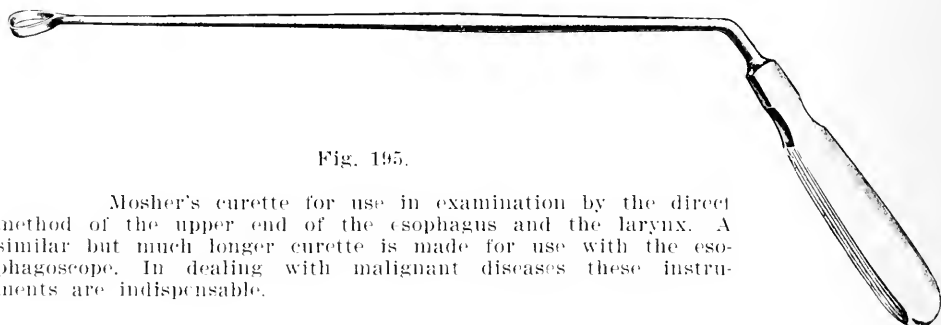 Fig. 195.
Mosher's curette for use in examination by the direct
method of the upper end of the esophagus and the larynx. A
similar but much longer curette is made for use with the eso-
phagoscope. In dealing with malignant diseases these instru-
ments are indispensable.